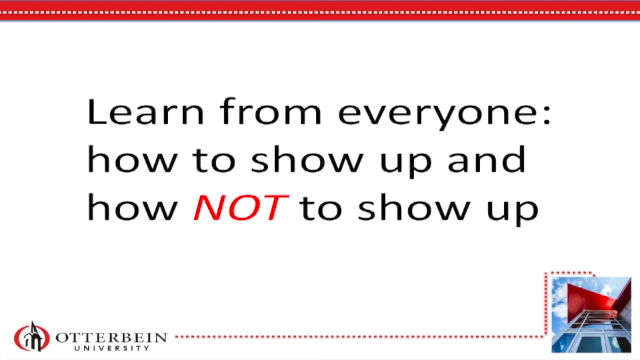 Learn from everyone:
how to show up and
how NOT to show up
OTTERBEIN
UNIVERSITY